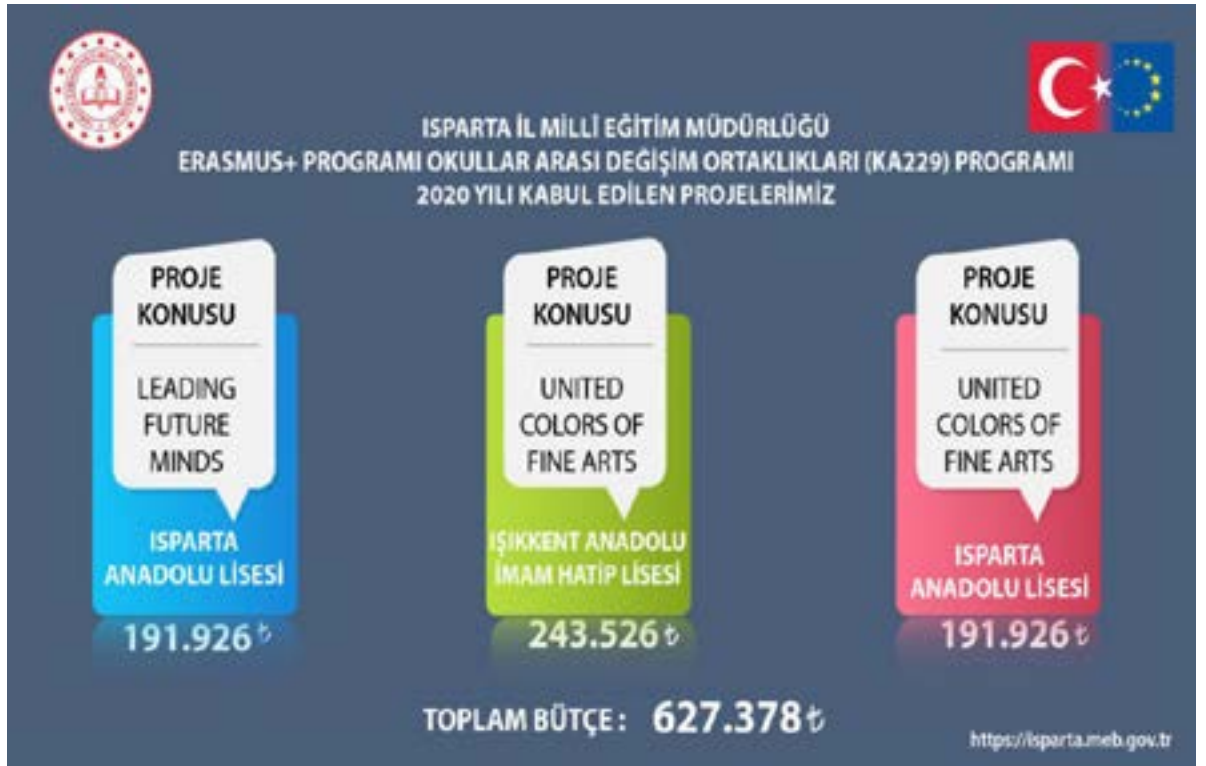 ISPARTA İL MİLLÎ EĞİTİM MÜDÜRLÜĞÜ
ERASMUS+ PROGRAMI OKULLAR ARASI DEĞİŞİM ORTAKLIKLARI (KA229) PROGRAMI
2020 YILI KABUL EDİLEN PROJELERİMİZ
PROJE
KONUSU
LEADING
FUTURE
MINDS
ISPARTA
ANADOLU LİSESİ
191.926 ₺
PROJE
KONUSU
UNITED
COLORS OF
FINE ARTS
IŞIKKENT ANADOLU
İMAM HATİP LİSESİ
243.526 ₺
PROJE
KONUSU
UNITED
COLORS OF
FINE ARTS
ISPARTA
ANADOLU LİSESİ
191.926 ₺
TOPLAM BÜTÇE : 627.378 ₺
https://isparta.meb.gov.tr